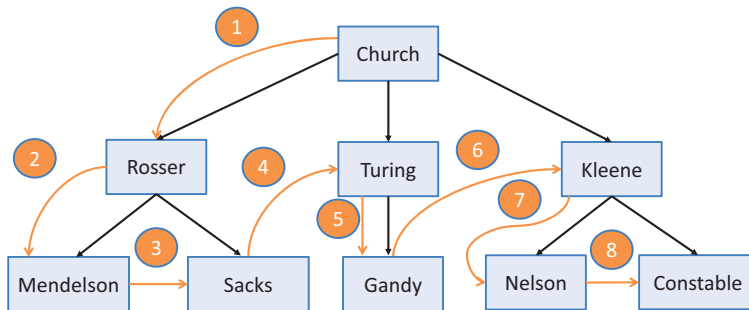 1
Church
2
Rosser
4
Turing
6
Kleene
5
7
3
8
Mendelson
Sacks
Gandy
Nelson
Constable